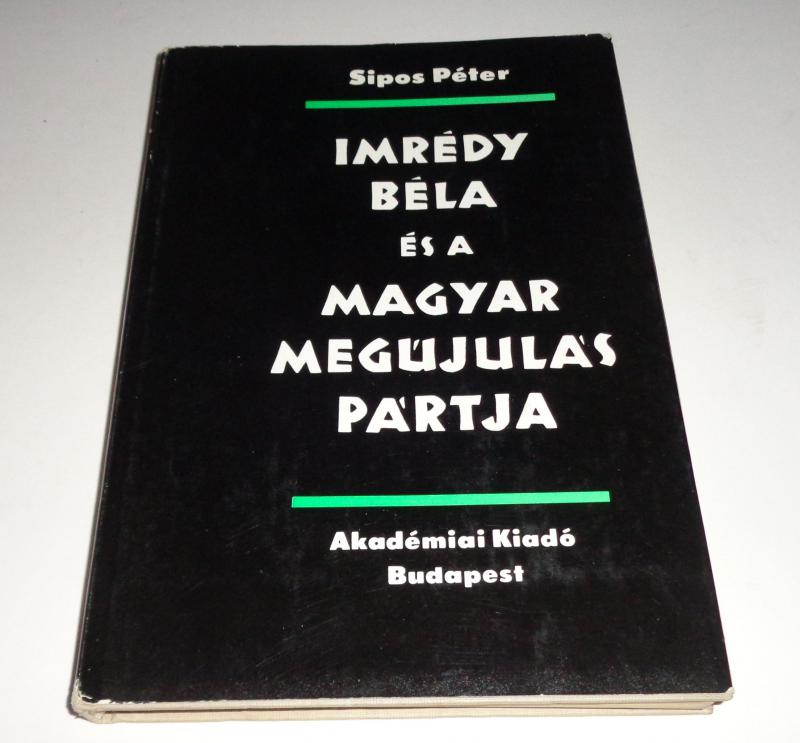 Sipos Péter
IMRÉDY
BÉLA
ÉS A
MAGYAR
MEGÚJULÁS
PÁRTJA
Akadémiai Kiadó
Budapest